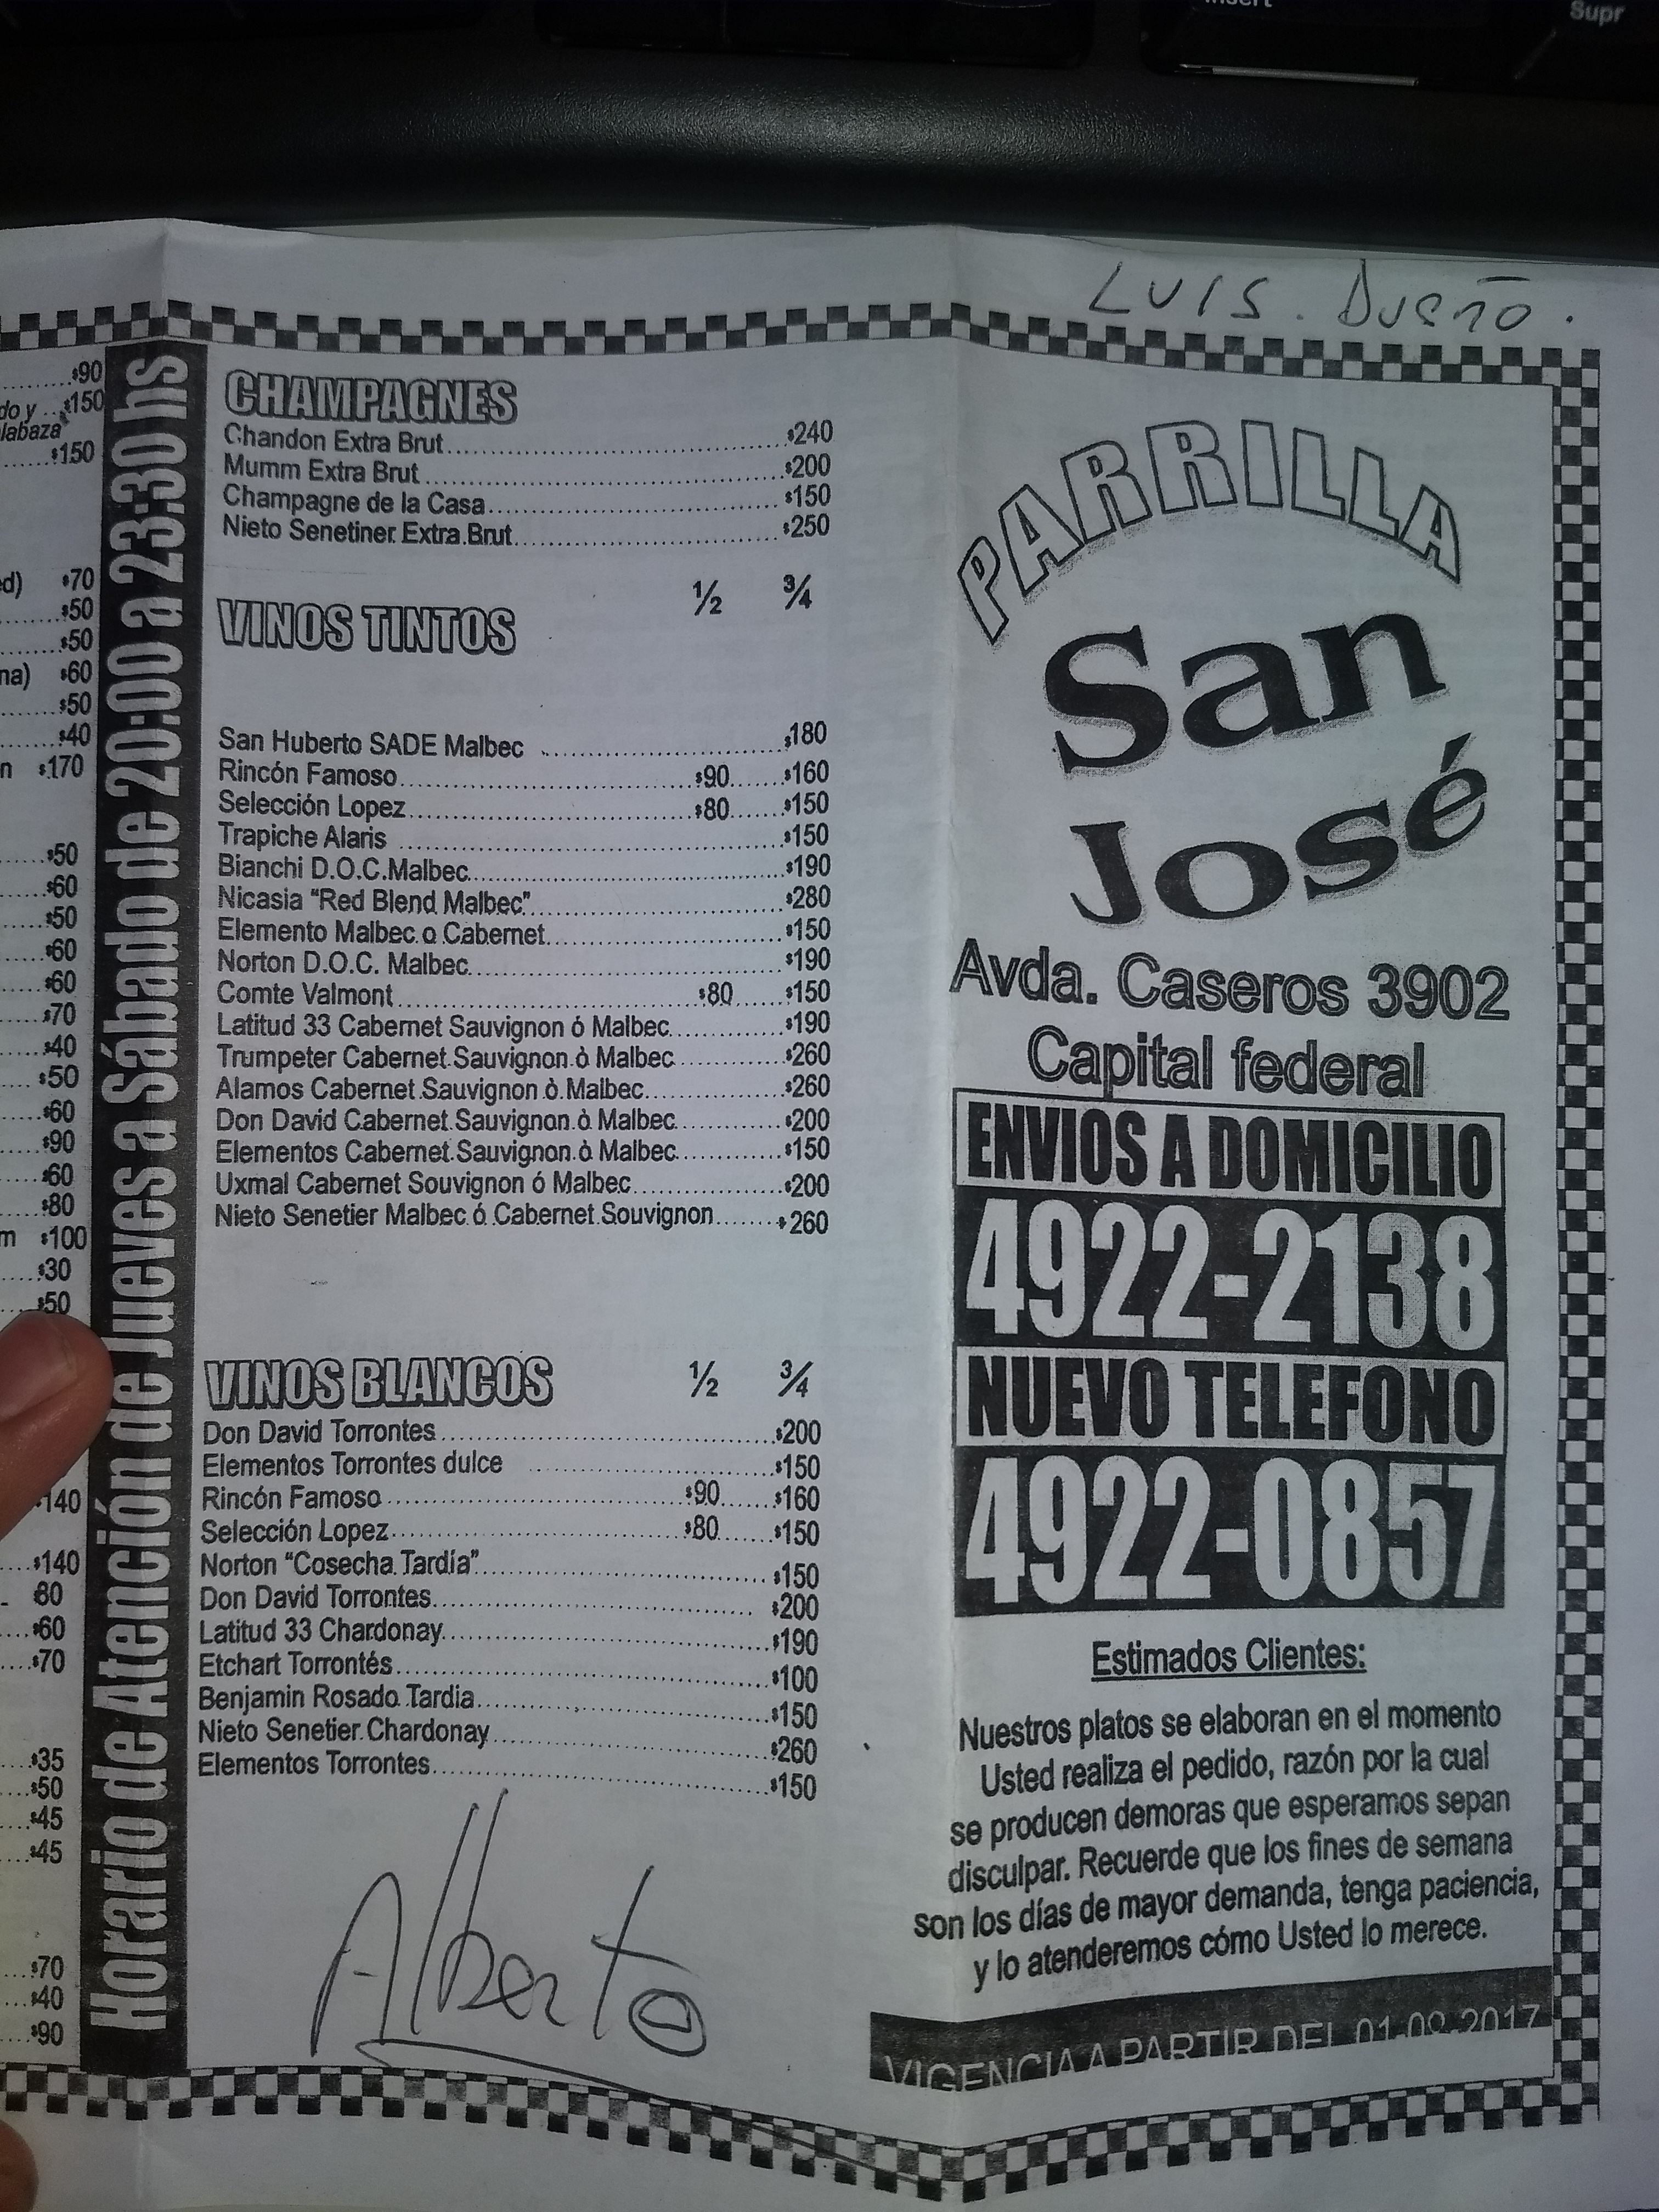 Insert
Supr
LUIS. DUEÑO.
$90
do y ...$150
labaza
$150
ed) $70
$50
$50
na) $60
$50
$40
n $170
$50
$60
$50
$60
$60
$70
$40
$50
$60
$90
$60
$80
m $100
$30
$50
$140
$140
80
$60
$70
$35
$50
$45
$45
$70
$40
$90
Horario de Atención de Jueves a Sábado de 20:00 a 23:30 hs
CHAMPAGNES
Chandon Extra Brut $240
Mumm Extra Brut $200
Champagne de la Casa $150
Nieto Senetiner Extra Brut $250
VINOS TINTOS ½ ¾
San Huberto SADE Malbec $180
Rincón Famoso $90 $160
Selección Lopez $80 $150
Trapiche Alaris $150
Bianchi D.O.C.Malbec $190
Nicasia "Red Blend Malbec" $280
Elemento Malbec o Cabernet $150
Norton D.O.C. Malbec $190
Comte Valmont $80 $150
Latitud 33 Cabernet Sauvignon ó Malbec $190
Trumpeter Cabernet Sauvignon ò Malbec $260
Alamos Cabernet Sauvignon ò Malbec $260
Don David Cabernet Sauvignon ò Malbec $200
Elementos Cabernet Sauvignon ò Malbec $150
Uxmal Cabernet Souvignon ó Malbec $200
Nieto Senetier Malbec ó Cabernet Souvignon $260
VINOS BLANCOS ½ ¾
Don David Torrontes $200
Elementos Torrontes dulce $150
Rincón Famoso $90 $160
Selección Lopez $80 $150
Norton "Cosecha Tardía" $150
Don David Torrontes $200
Latitud 33 Chardonay $190
Etchart Torrontés $100
Benjamin Rosado Tardia $150
Nieto Senetier Chardonay $260
Elementos Torrontes $150
Alberto
PARRILLA
San
José
Avda. Caseros 3902
Capital federal
ENVIOS A DOMICILIO
4922-2138
NUEVO TELEFONO
4922-0857
Estimados Clientes:
Nuestros platos se elaboran en el momento
Usted realiza el pedido, razón por la cual
se producen demoras que esperamos sepan
disculpar. Recuerde que los fines de semana
son los días de mayor demanda, tenga paciencia,
y lo atenderemos cómo Usted lo merece.
VIGENCIA A PARTIR DEL 01-08-2017